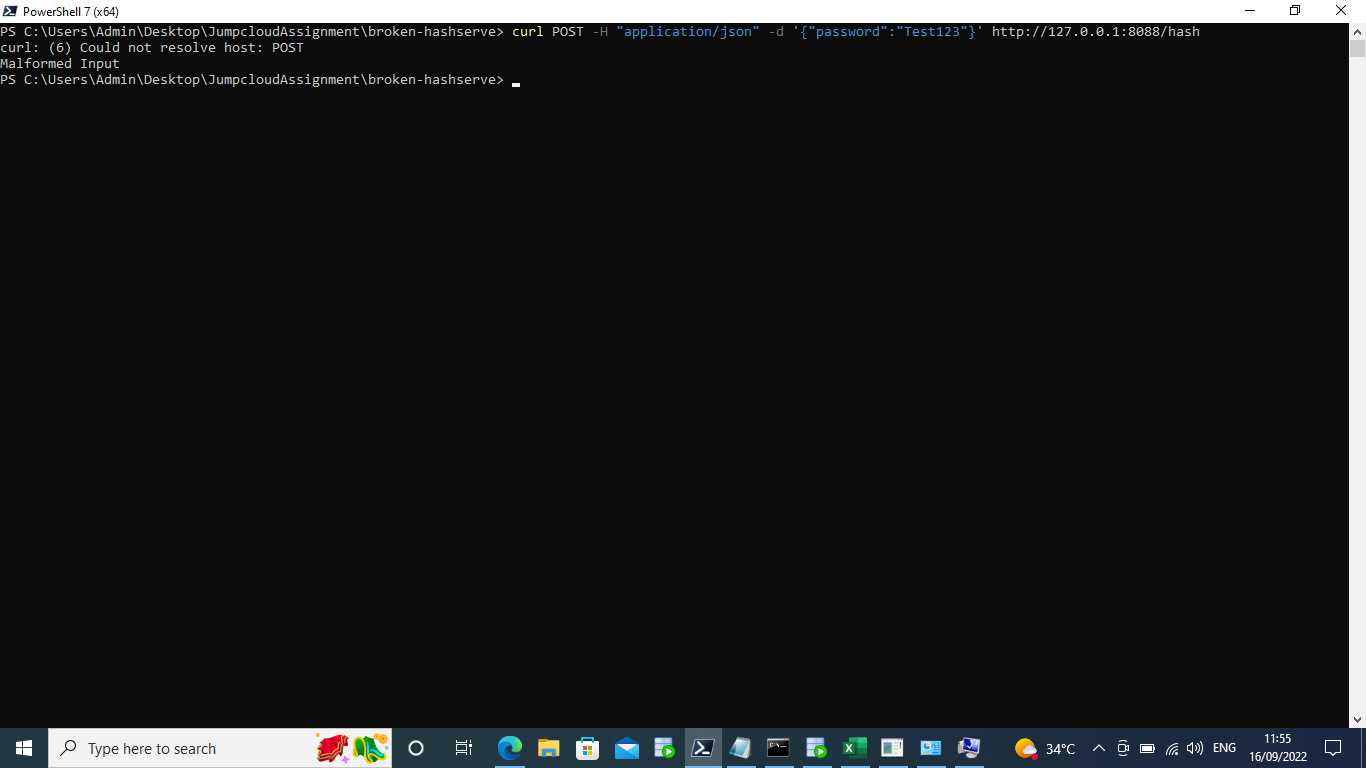 PowerShell 7 (x64)
PS C:\Users\Admin\Desktop\JumpcloudAssignment\broken-hashserve> curl POST -H "application/json" -d '{"password":"Test123"}' http://127.0.0.1:8088/hash
curl: (6) Could not resolve host: POST
Malformed Input
PS C:\Users\Admin\Desktop\JumpcloudAssignment\broken-hashserve>
Type here to search
34°C
ENG
11:55
16/09/2022